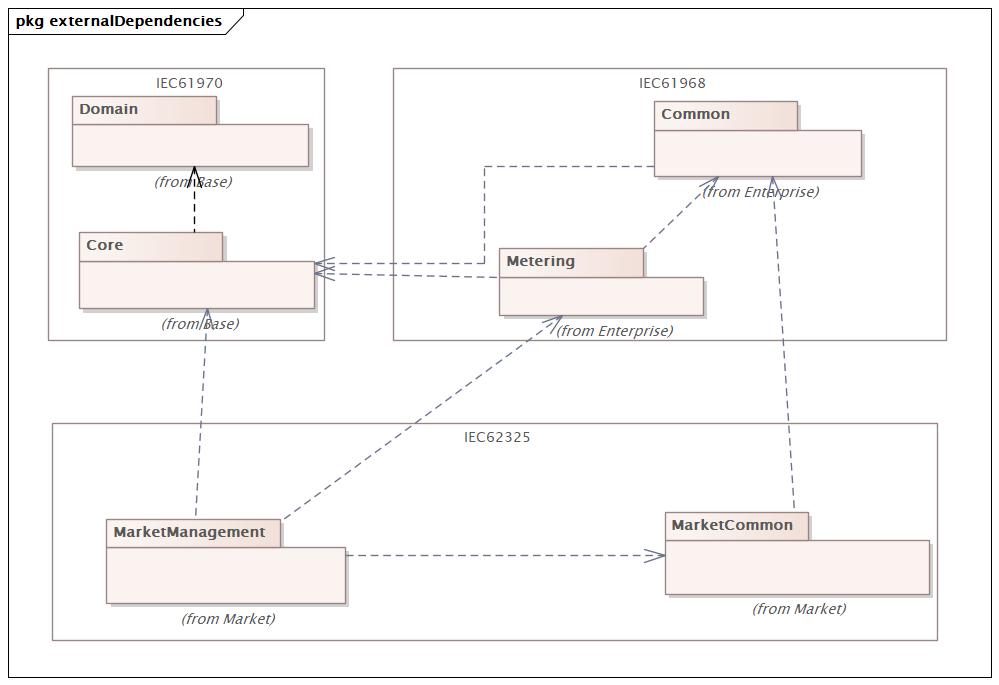 pkg externalDependencies
IEC61970
Domain
(from Base)
Core
(from Base)
IEC61968
Common
(from Enterprise)
Metering
(from Enterprise)
IEC62325
MarketManagement
(from Market)
MarketCommon
(from Market)